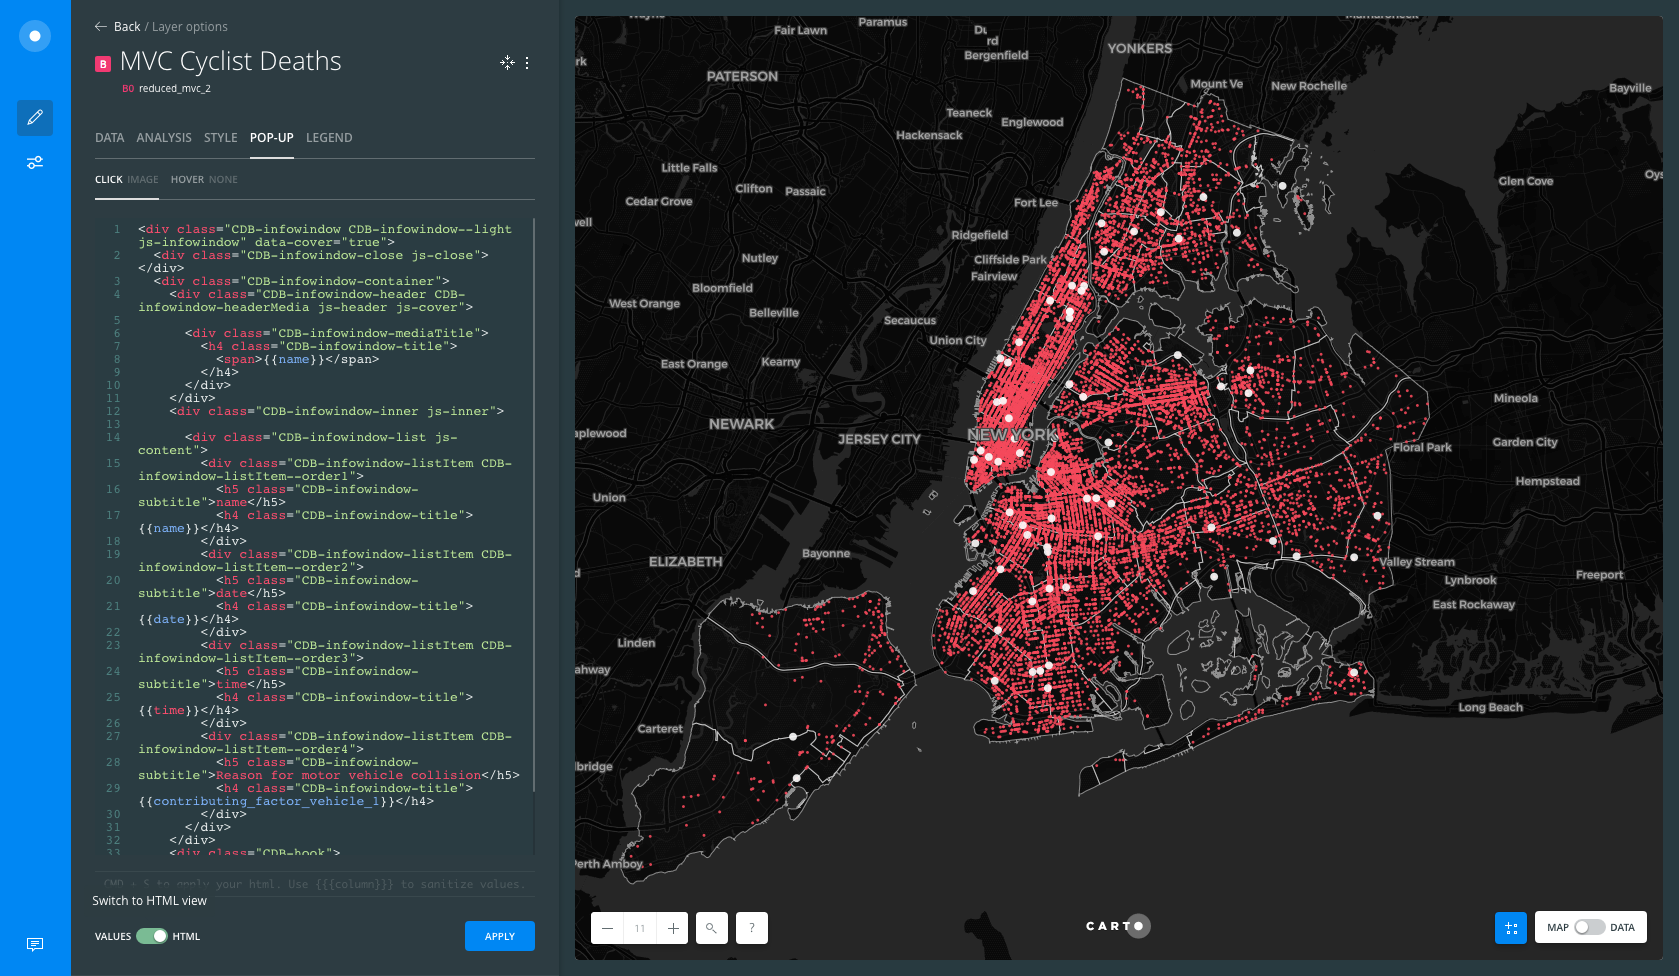 Back / Layer options
B MVC Cyclist Deaths
B0 reduced_mvc_2
DATA ANALYSIS STYLE POP-UP LEGEND
CLICK IMAGE HOVER NONE
1 <div class="CDB-infowindow CDB-infowindow--light
js-infowindow" data-cover="true">
2 <div class="CDB-infowindow-close js-close">
</div>
3 <div class="CDB-infowindow-container">
4 <div class="CDB-infowindow-header CDB-
infowindow-headerMedia js-header js-cover">
5
6 <div class="CDB-infowindow-mediaTitle">
7 <h4 class="CDB-infowindow-title">
8 <span>{{name}}</span>
9 </h4>
10 </div>
11 </div>
12 <div class="CDB-infowindow-inner js-inner">
13
14 <div class="CDB-infowindow-list js-
content">
15 <div class="CDB-infowindow-listItem CDB-
infowindow-listItem--order1">
16 <h5 class="CDB-infowindow-
subtitle">name</h5>
17 <h4 class="CDB-infowindow-title">
{{name}}</h4>
18 </div>
19 <div class="CDB-infowindow-listItem CDB-
infowindow-listItem--order2">
20 <h5 class="CDB-infowindow-
subtitle">date</h5>
21 <h4 class="CDB-infowindow-title">
{{date}}</h4>
22 </div>
23 <div class="CDB-infowindow-listItem CDB-
infowindow-listItem--order3">
24 <h5 class="CDB-infowindow-
subtitle">time</h5>
25 <h4 class="CDB-infowindow-title">
{{time}}</h4>
26 </div>
27 <div class="CDB-infowindow-listItem CDB-
infowindow-listItem--order4">
28 <h5 class="CDB-infowindow-
subtitle">Reason for motor vehicle collision</h5>
29 <h4 class="CDB-infowindow-title">
{{contributing_factor_vehicle_1}}</h4>
30 </div>
31 </div>
32 </div>
33 <div class="CDB-hook">
CMD + S to apply your html. Use {{{column}}} to sanitize values.
Switch to HTML view
VALUES HTML
APPLY
Wayne
Fair Lawn
Paramus
Du
rd
Bergenfield
YONKERS
Mamaroneck
rk
PATERSON
Mount Ve
New Rochelle
Bayville
Teaneck
Englewood
Hackensack
Little Falls
Clifton
Passaic
Glen Cove
Oys
Cedar Grove
Fort Lee
vell
Ridgefield
Nutley
Cliffside Park
Fairview
Bloomfield
West Orange
Belleville
Secaucus
Union City
East Orange
Kearny
Mineola
NEWARK
aplewood
JERSEY CITY
NEW YORK
Garden City
Floral Park
Hempstead
Union
Bayonne
ELIZABETH
d
Valley Stream
Lynbrook
Freeport
East Rockaway
Linden
ahway
Long Beach
Carteret
lbridge
Perth Amboy
11
?
CARTO
MAP DATA